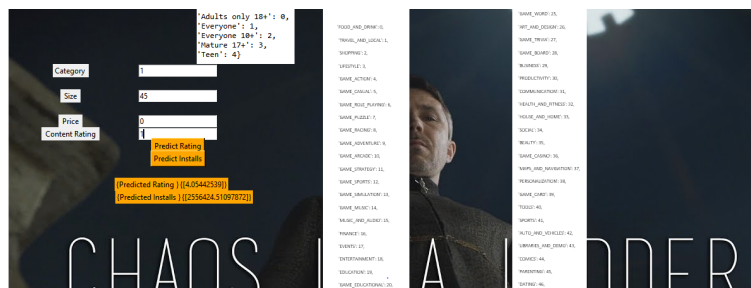 'Adults only 18+': 0,
'Everyone': 1,
'Everyone 10+': 2,
'Mature 17+': 3,
'Teen': 4}
Category
1
Size
45
Price
0
Content Rating
1
Predict Rating
Predict Installs
{Predicted Rating } {[4.05442539]}
{Predicted Installs } {[2556424.51097872]}
'FOOD_AND_DRINK': 0,
'TRAVEL_AND_LOCAL': 1,
'SHOPPING': 2,
'LIFESTYLE': 3,
'GAME_ACTION': 4,
'GAME_CASUAL': 5,
'GAME_ROLE_PLAYING': 6,
'GAME_PUZZLE': 7,
'GAME_RACING': 8,
'GAME_ADVENTURE': 9,
'GAME_ARCADE': 10,
'GAME_STRATEGY': 11,
'GAME_SPORTS': 12,
'GAME_SIMULATION': 13,
'GAME_MUSIC': 14,
'MUSIC_AND_AUDIO': 15,
'FINANCE': 16,
'EVENTS': 17,
'ENTERTAINMENT': 18,
'EDUCATION': 19,
'GAME_EDUCATIONAL': 20,
'GAME_WORD': 25,
'ART_AND_DESIGN': 26,
'GAME_TRIVIA': 27,
'GAME_BOARD': 28,
'BUSINESS': 29,
'PRODUCTIVITY': 30,
'COMMUNICATION': 31,
'HEALTH_AND_FITNESS': 32,
'HOUSE_AND_HOME': 33,
'SOCIAL': 34,
'BEAUTY': 35,
'GAME_CASINO': 36,
'MAPS_AND_NAVIGATION': 37,
'PERSONALIZATION': 38,
'GAME_CARD': 39,
'TOOLS': 40,
'SPORTS': 41,
'AUTO_AND_VEHICLES': 42,
'LIBRARIES_AND_DEMO': 43,
'COMICS': 44,
'PARENTING': 45,
'DATING': 46,
CHAOS I A DDER